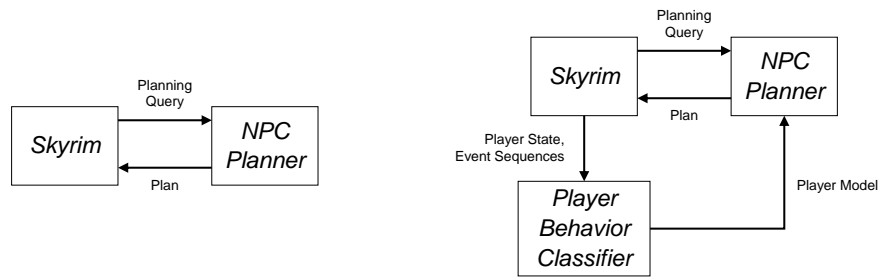 Planning
Query
Skyrim
NPC
Planner
Plan
Planning
Query
Skyrim
NPC
Planner
Plan
Player State,
Event Sequences
Player
Behavior
Classifier
Player Model